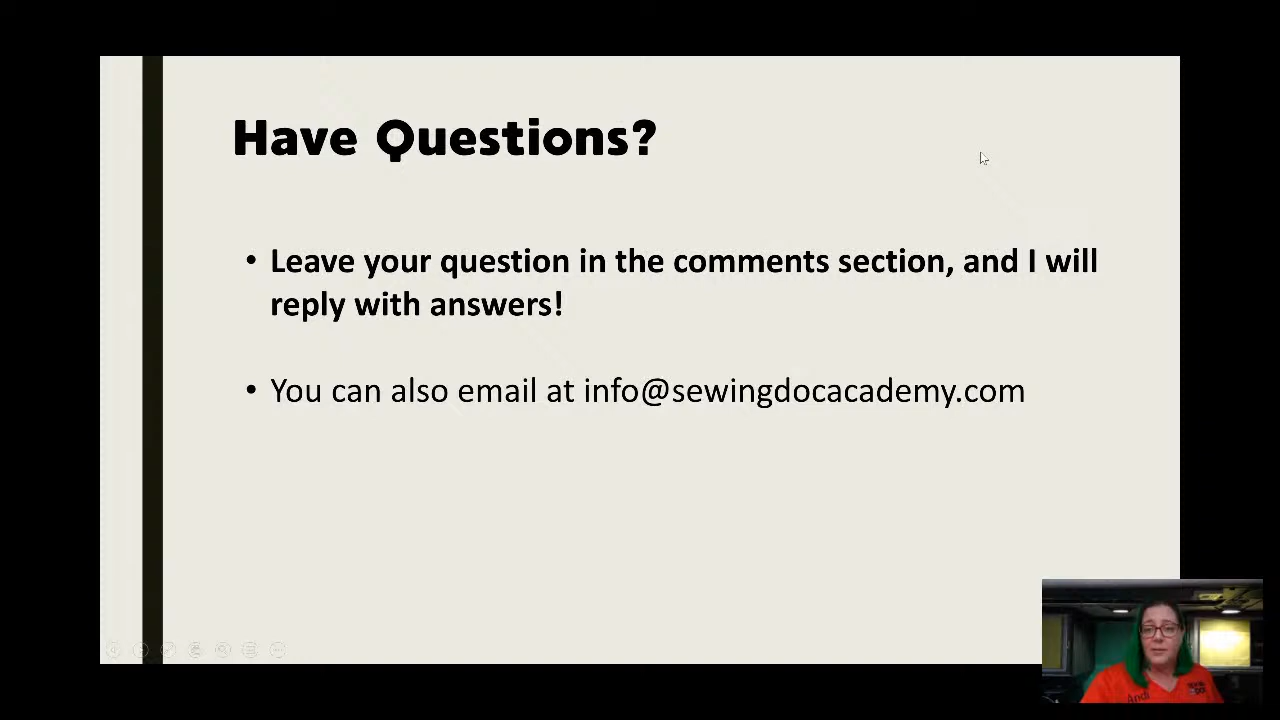 Have Questions?
• Leave your question in the comments section, and I will
reply with answers!
• You can also email at info@sewingdocacademy.com
Andi